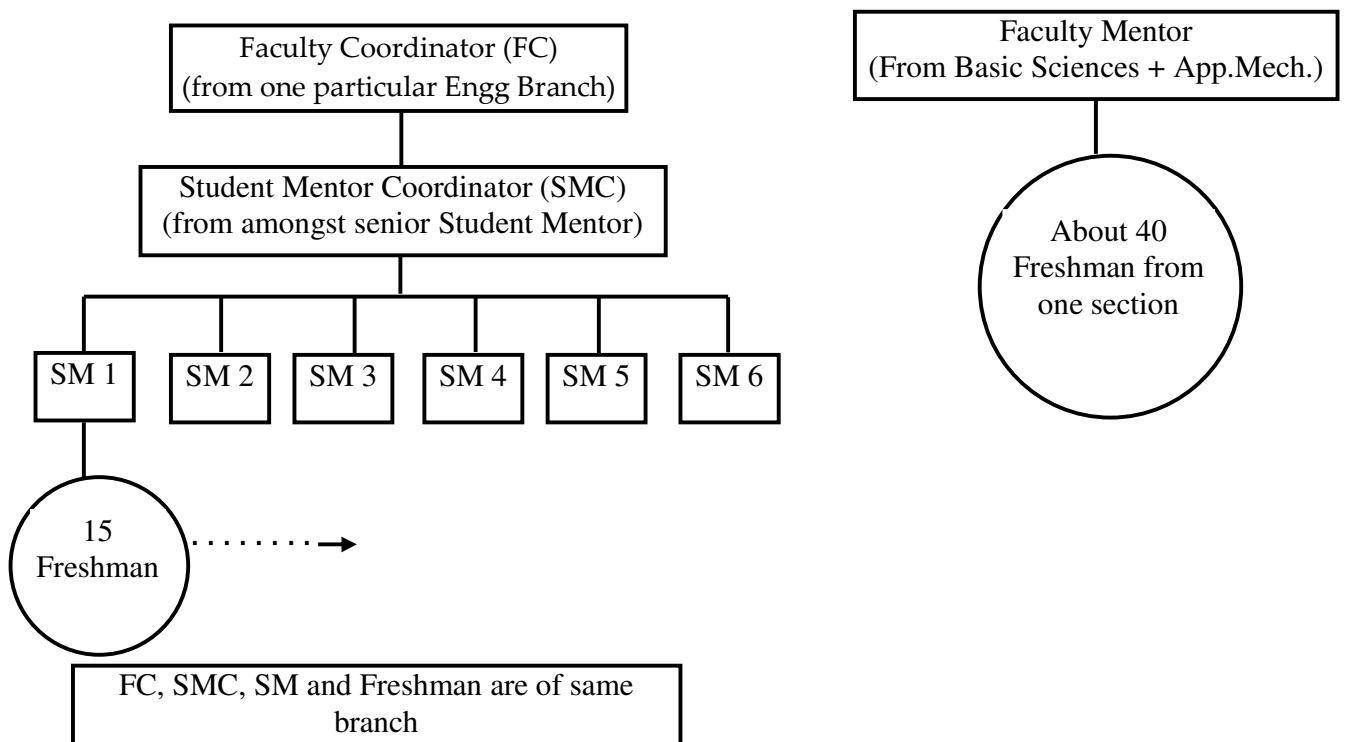 Faculty Coordinator (FC)
(from one particular Engg Branch)
Student Mentor Coordinator (SMC)
(from amongst senior Student Mentor)
SM 1
SM 2
SM 3
SM 4
SM 5
SM 6
15
Freshman
FC, SMC, SM and Freshman are of same
branch
Faculty Mentor
(From Basic Sciences + App.Mech.)
About 40
Freshman from
one section